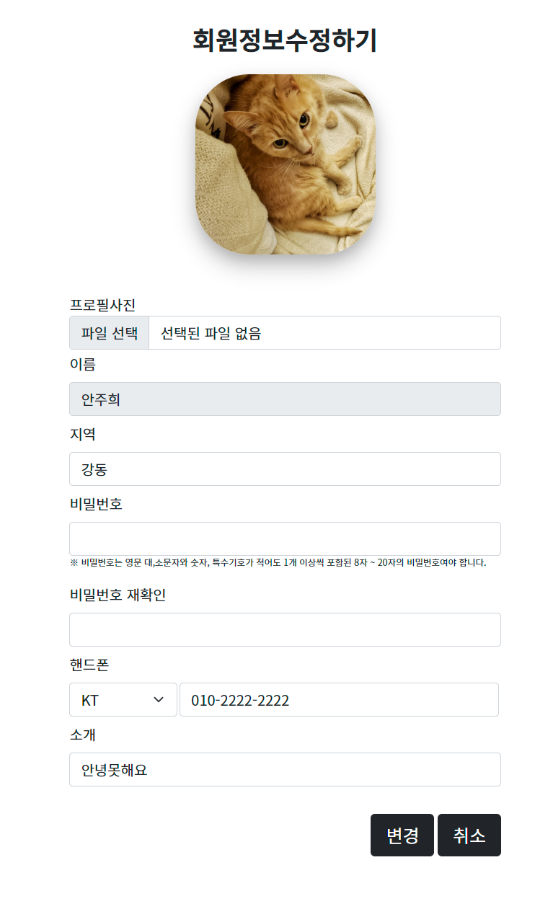 회원정보수정하기
프로필사진
파일 선택 선택된 파일 없음
이름
안주희
지역
강동
비밀번호
※ 비밀번호는 영문 대,소문자와 숫자, 특수기호가 적어도 1개 이상씩 포함된 8자 ~ 20자의 비밀번호여야 합니다.
비밀번호 재확인
핸드폰
KT 010-2222-2222
소개
안녕못해요
변경 취소